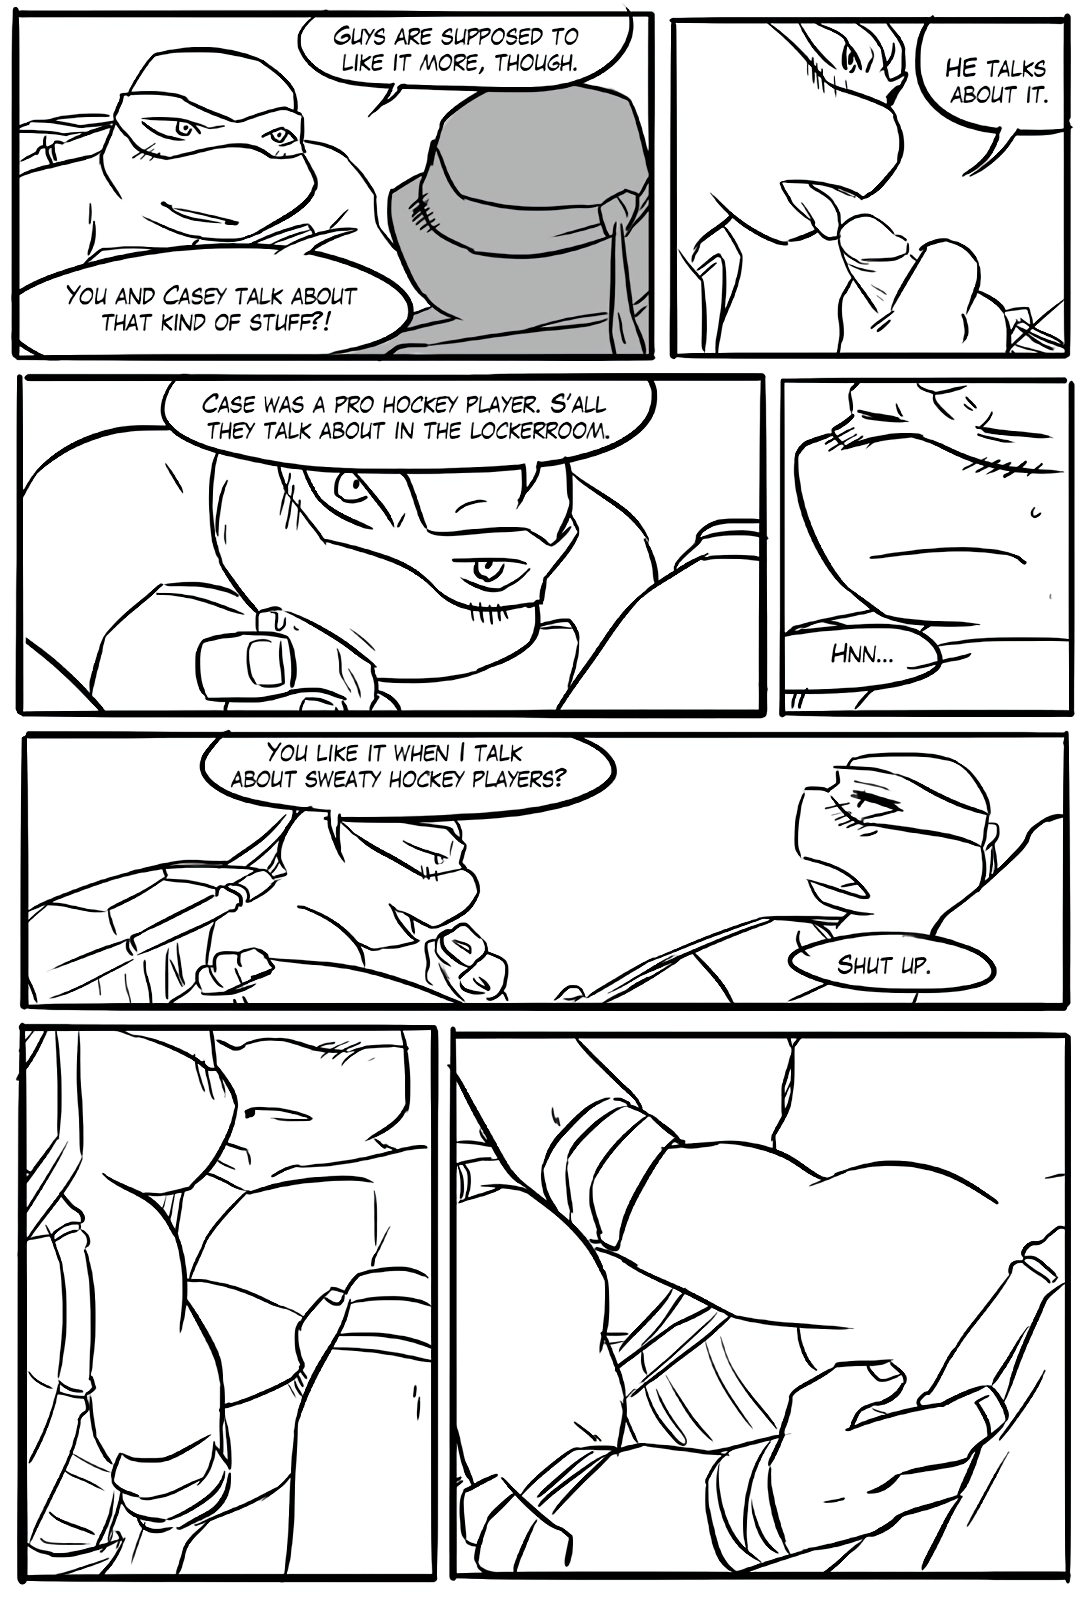 Guys are supposed to
like it more, though.
You and Casey talk about
that kind of stuff?!
HE talks
about it.
Case was a pro hockey player. S'all
they talk about in the lockerroom.
Hnn...
You like it when I talk
about sweaty hockey players?
Shut up.